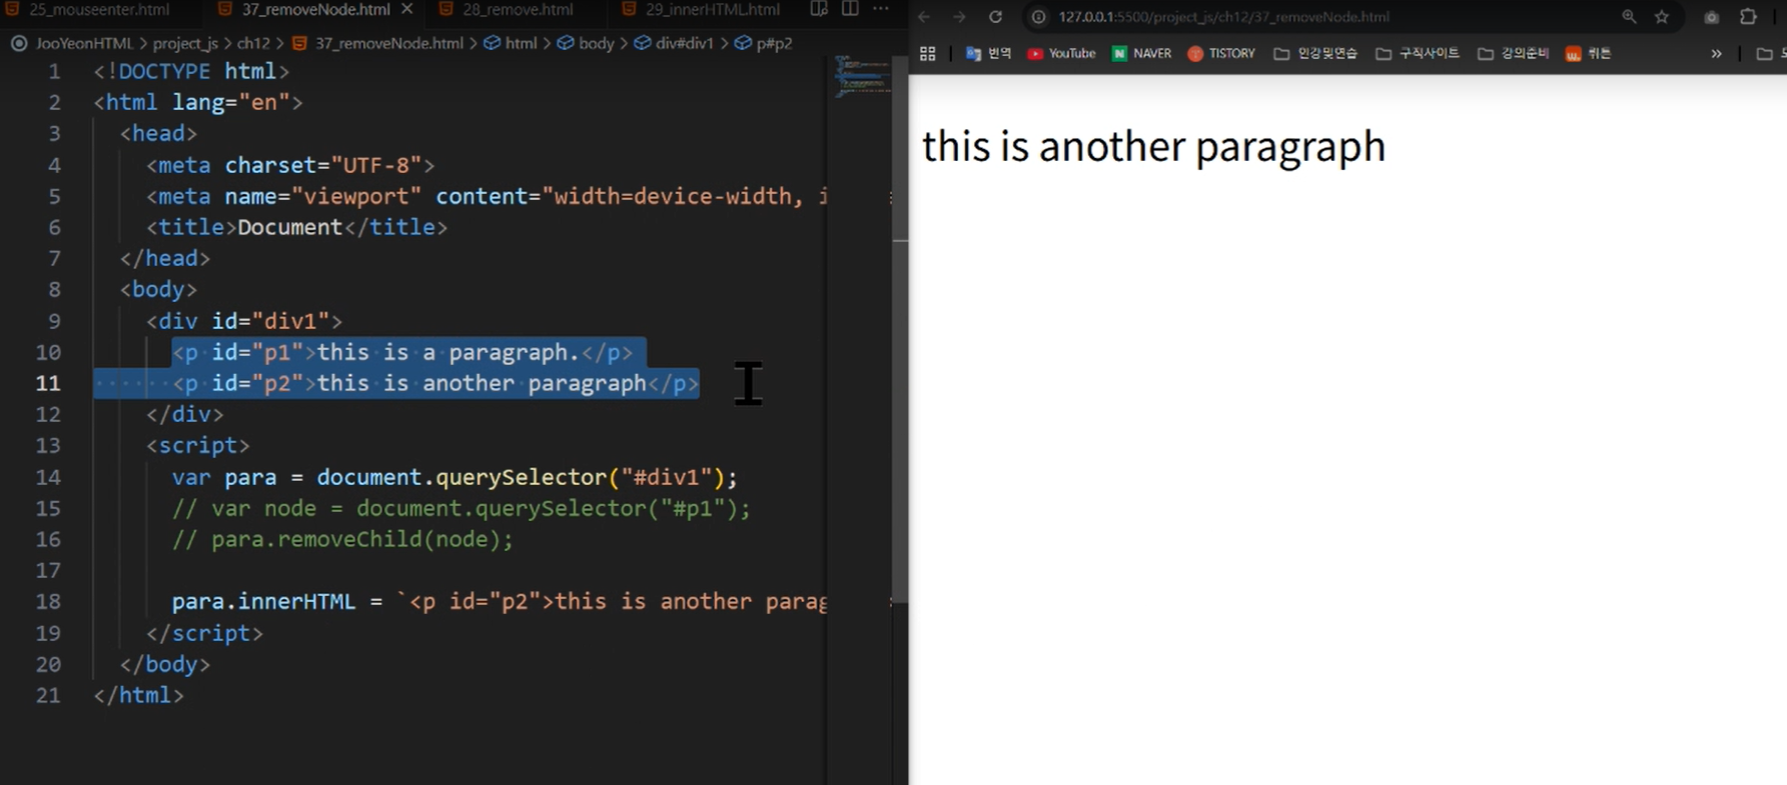 25_mouseenter.html 37_removeNode.html × 28_remove.html 29_innerHTML.html ...
JooYeonHTML > project_js > ch12 > 37_removeNode.html > html > body > div#div1 > p#p2
1 <!DOCTYPE html>
2 <html lang="en">
3 <head>
4 <meta charset="UTF-8">
5 <meta name="viewport" content="width=device-width, i
6 <title>Document</title>
7 </head>
8 <body>
9 <div id="div1">
10 <p id="p1">this is a paragraph.</p>
11 <p id="p2">this is another paragraph</p>
12 </div>
13 <script>
14 var para = document.querySelector("#div1");
15 // var node = document.querySelector("#p1");
16 // para.removeChild(node);
17
18 para.innerHTML = `<p id="p2">this is another parag
19 </script>
20 </body>
21 </html>
127.0.0.1:5500/project_js/ch12/37_removeNode.html
번역 YouTube NAVER TISTORY 인강및연습 구직사이트 강의준비 뤼튼 »
this is another paragraph